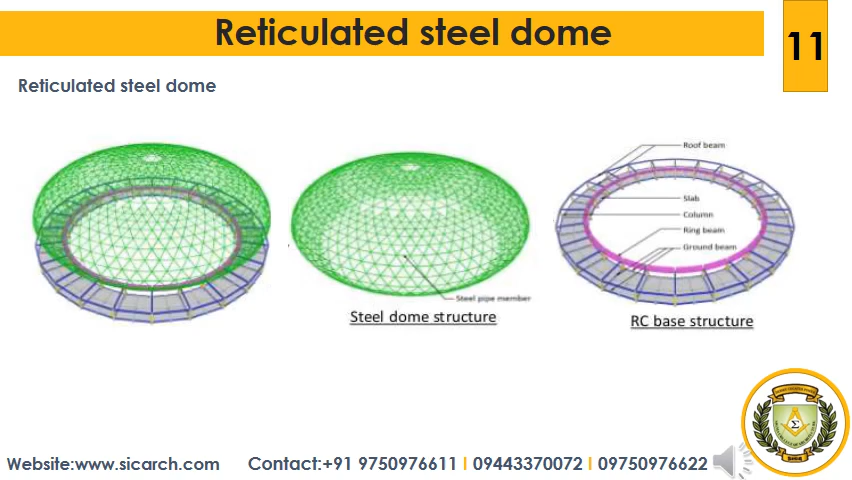 Reticulated steel dome
11
Reticulated steel dome
Roof beam
Slab
Column
Ring beam
Ground beam
Steel pipe member
Steel dome structure
RC base structure
Website:www.sicarch.com Contact:+91 9750976611 I 09443370072 I 09750976622
Σ